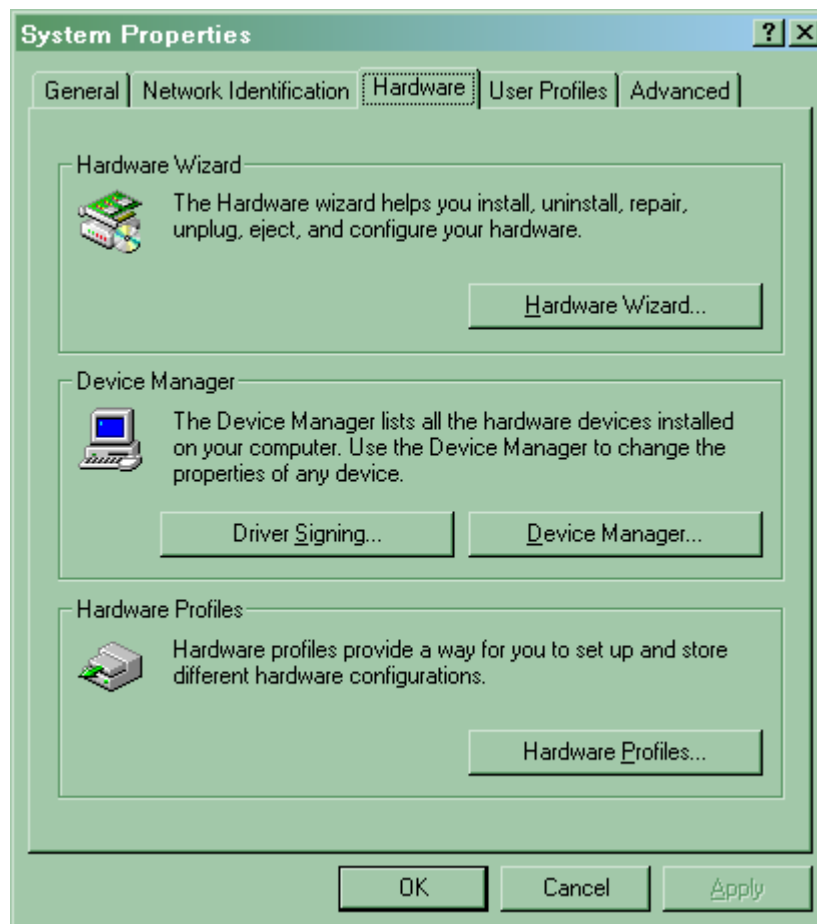 System Properties
General Network Identification Hardware User Profiles Advanced
Hardware Wizard
The Hardware wizard helps you install, uninstall, repair,
unplug, eject, and configure your hardware.
Hardware Wizard...
Device Manager
The Device Manager lists all the hardware devices installed
on your computer. Use the Device Manager to change the
properties of any device.
Driver Signing... Device Manager...
Hardware Profiles
Hardware profiles provide a way for you to set up and store
different hardware configurations.
Hardware Profiles...
OK Cancel Apply